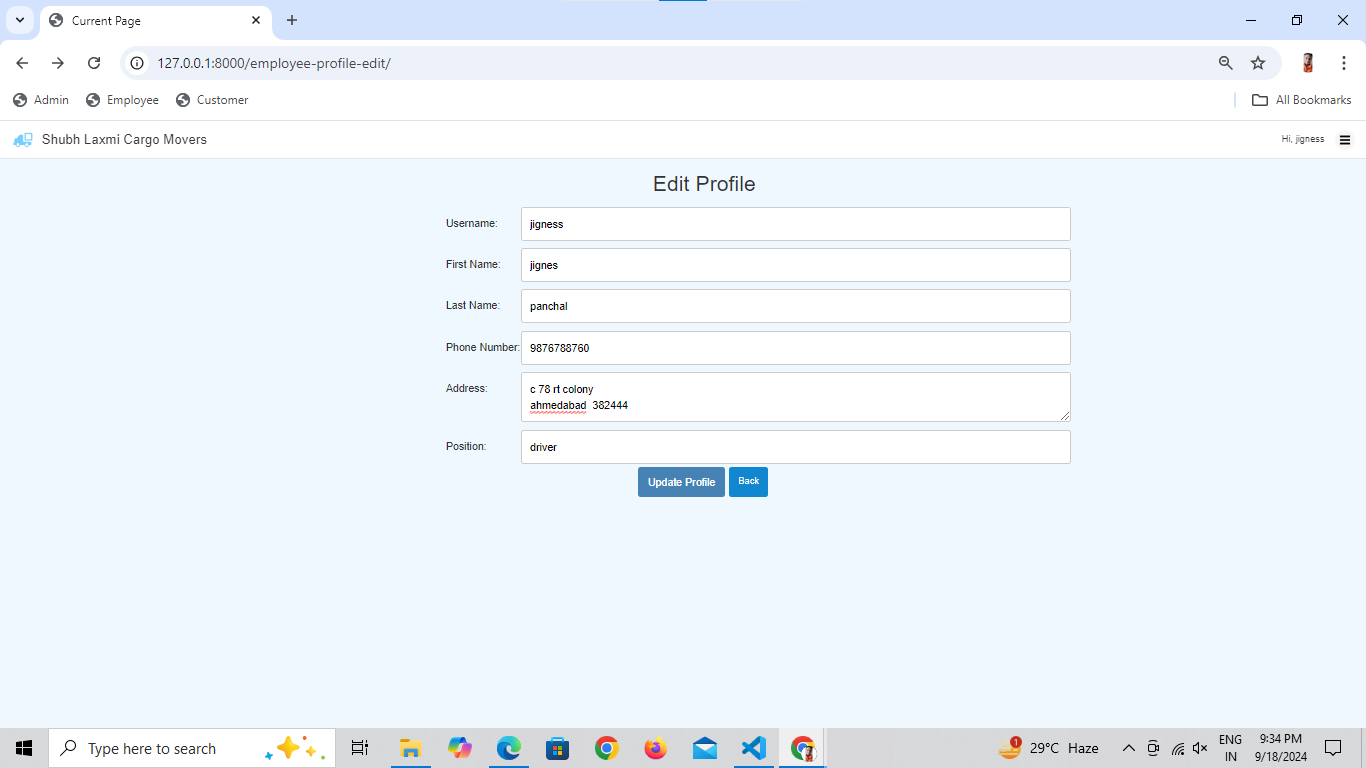 Current Page
127.0.0.1:8000/employee-profile-edit/
Admin Employee Customer All Bookmarks
Shubh Laxmi Cargo Movers Hi, jigness
Edit Profile
Username: jigness
First Name: jignes
Last Name: panchal
Phone Number: 9876788760
Address: c 78 rt colony
ahmedabad 382444
Position: driver
Update Profile Back
Type here to search 1 29°C Haze ENG 9:34 PM
IN 9/18/2024